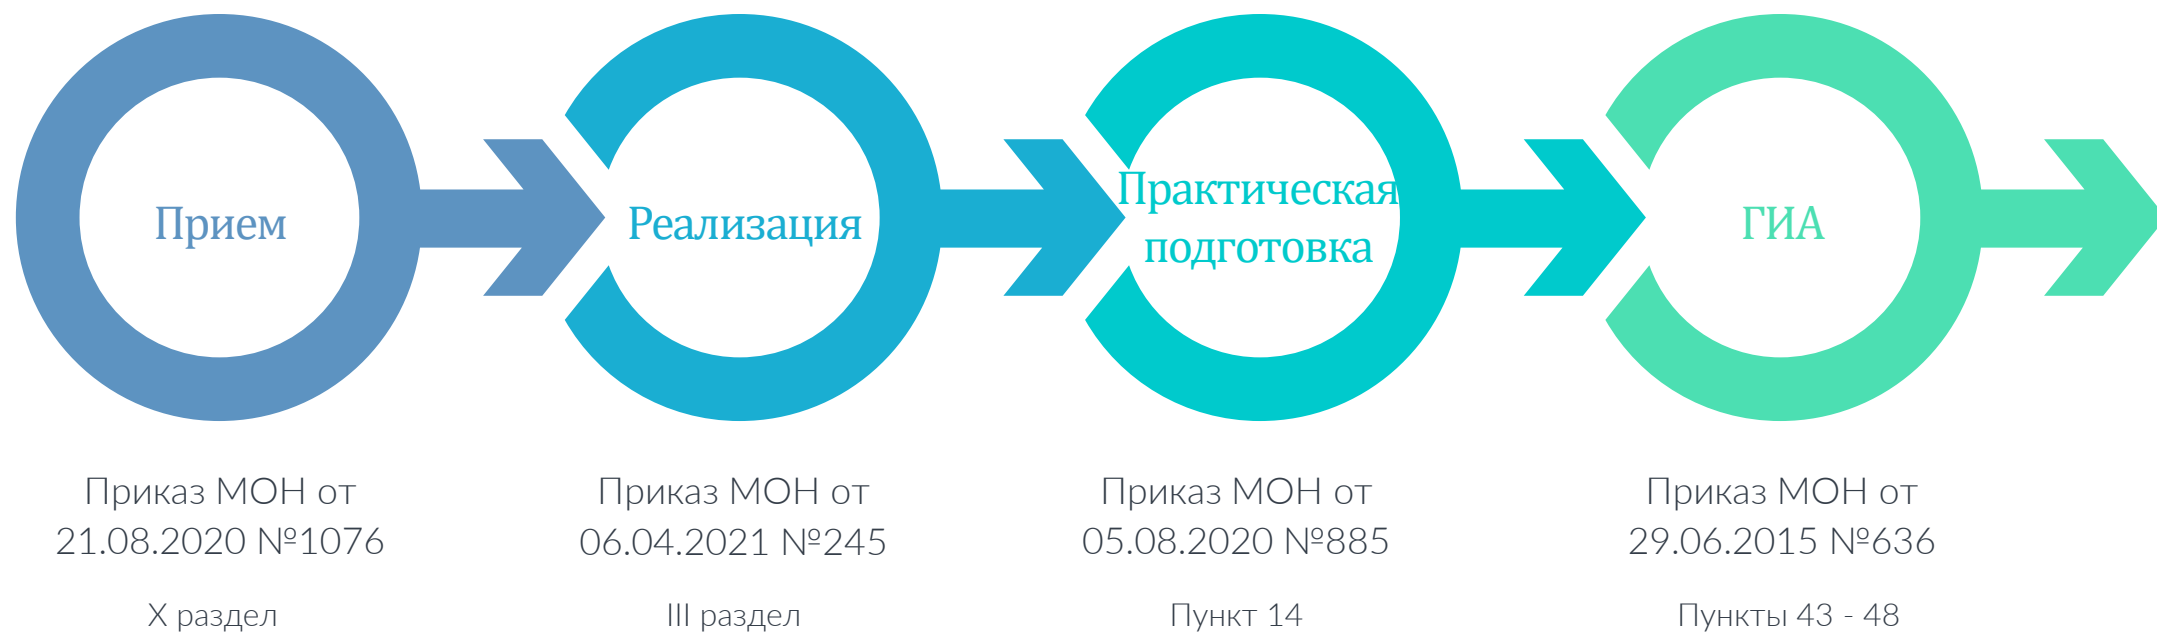 Прием
Реализация
Практическая
подготовка
ГИА
Приказ МОН от
21.08.2020 №1076
X раздел
Приказ МОН от
06.04.2021 №245
III раздел
Приказ МОН от
05.08.2020 №885
Пункт 14
Приказ МОН от
29.06.2015 №636
Пункты 43 - 48